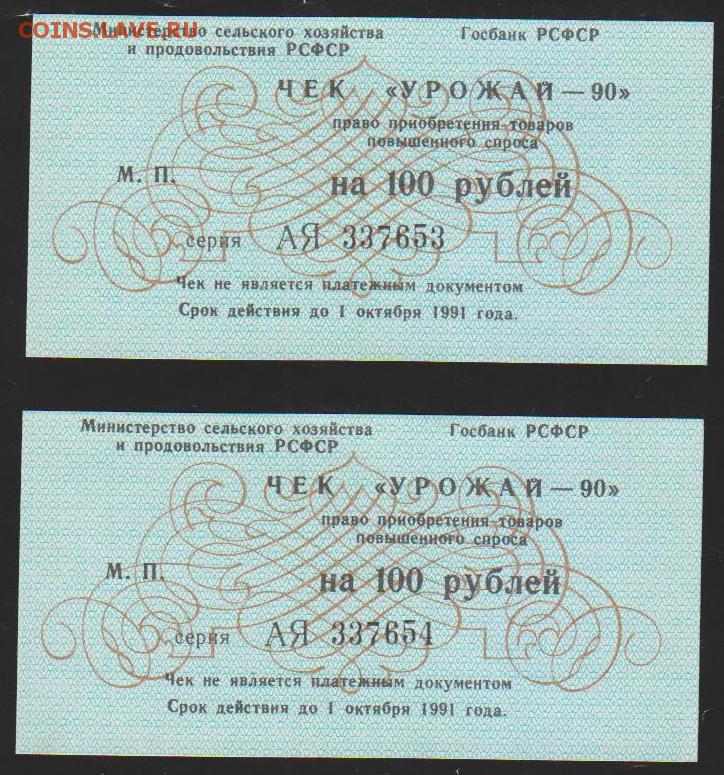 COINS.LAVE.RU
Министерство сельского хозяйства
и продовольствия РСФСР
Госбанк РСФСР
ЧЕК «УРОЖАЙ — 90»
право приобретения товаров
повышенного спроса
М. П.
на 100 рублей
серия АЯ 337653
Чек не является платежным документом
Срок действия до 1 октября 1991 года.
Министерство сельского хозяйства
и продовольствия РСФСР
Госбанк РСФСР
ЧЕК «УРОЖАЙ — 90»
право приобретения товаров
повышенного спроса
М. П.
на 100 рублей
серия АЯ 337654
Чек не является платежным документом
Срок действия до 1 октября 1991 года.